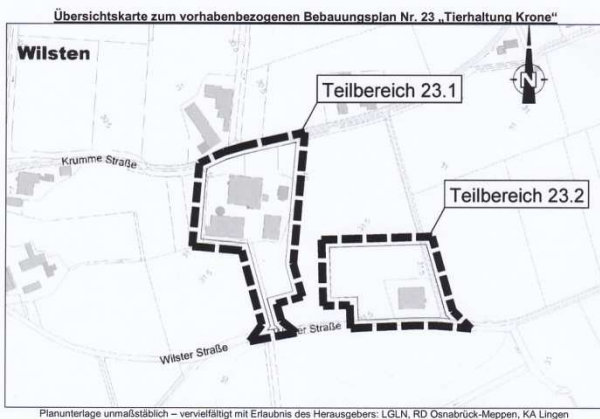 Übersichtskarte zum vorhabenbezogenen Bebauungsplan Nr. 23 „Tierhaltung Krone“
Wilsten
N
Teilbereich 23.1
Krumme Straße
Teilbereich 23.2
Straße
Wilster Straße
Planunterlage unmaßstäblich – vervielfältigt mit Erlaubnis des Herausgebers: LGLN, RD Osnabrück-Meppen, KA Lingen